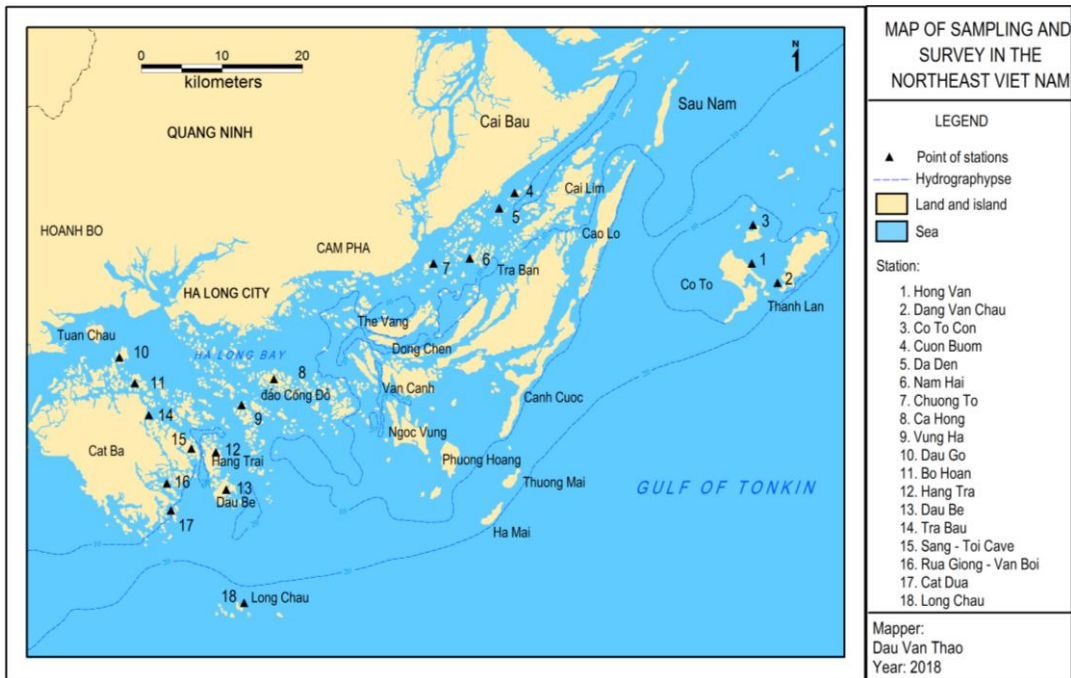 0 10 20
kilometers
N
1
QUANG NINH
Cai Bau
Sau Nam
HOANH BO
CAM PHA
HA LONG CITY
Tuan Chau
HA LONG BAY
4
5
Cai Lim
Cao Lo
3
7
6
Tra Ban
1
Co To
2
Thanh Lan
The Vang
Dong Chen
10
11
8
đảo Cống Đỏ
Van Canh
Canh Cuoc
9
14
Cat Ba
15
12
Hang Trai
Ngoc Vung
Phuong Hoang
16
13
Dau Be
17
Thuong Mai
Ha Mai
GULF OF TONKIN
18
Long Chau
MAP OF SAMPLING AND
SURVEY IN THE
NORTHEAST VIET NAM
LEGEND
Point of stations
Hydrographypse
Land and island
Sea
Station:
1. Hong Van
2. Dang Van Chau
3. Co To Con
4. Cuon Buom
5. Da Den
6. Nam Hai
7. Chuong To
8. Ca Hong
9. Vung Ha
10. Dau Go
11. Bo Hoan
12. Hang Tra
13. Dau Be
14. Tra Bau
15. Sang - Toi Cave
16. Rua Giong - Van Boi
17. Cat Dua
18. Long Chau
Mapper:
Dau Van Thao
Year: 2018